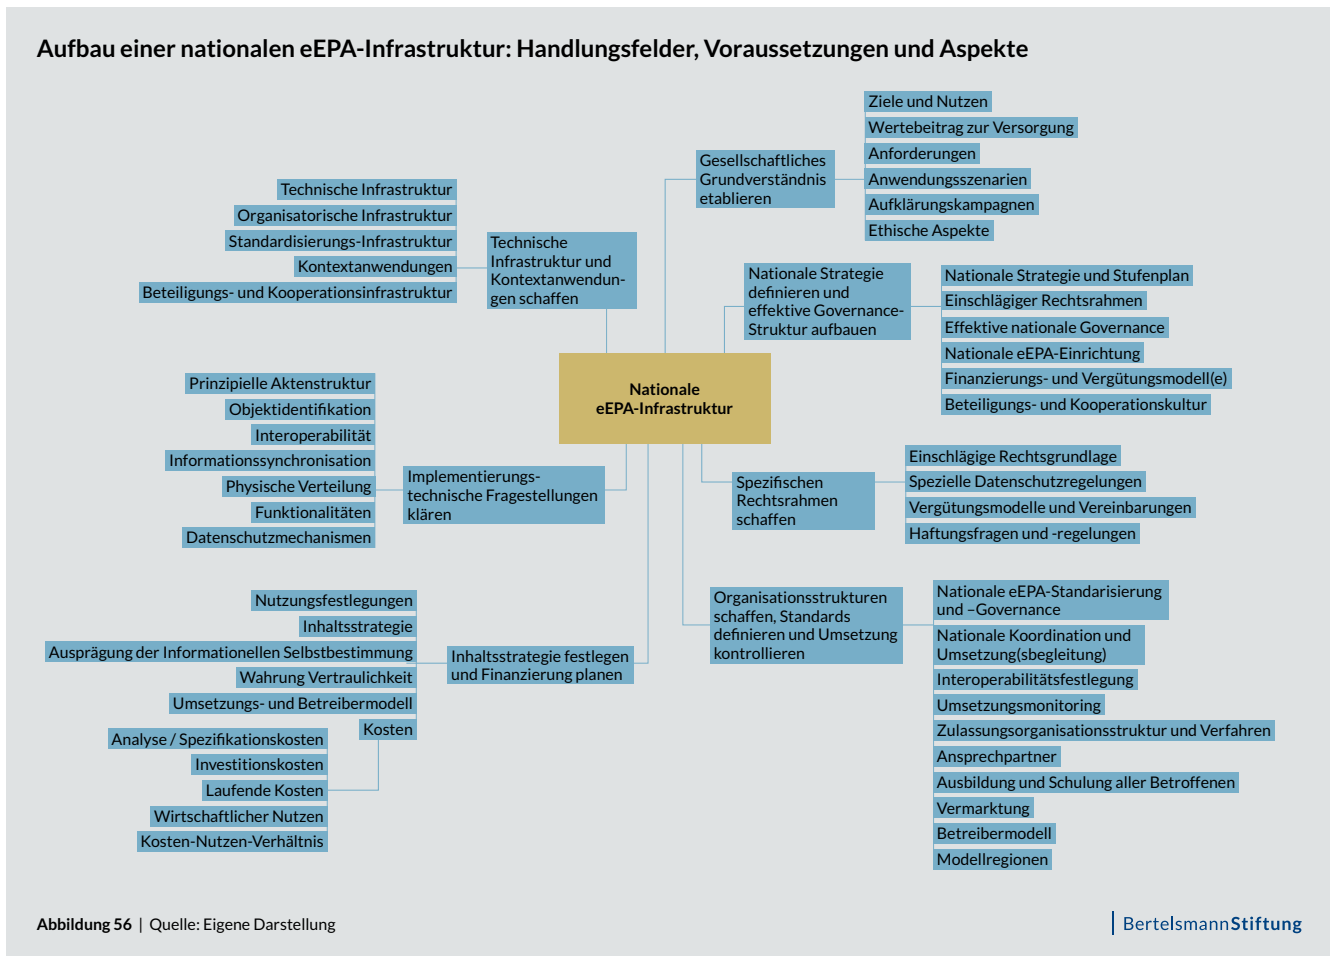 Aufbau einer nationalen eEPA-Infrastruktur: Handlungsfelder, Voraussetzungen und Aspekte
Technische Infrastruktur
Organisatorische Infrastruktur
Standardisierungs-Infrastruktur
Kontextanwendungen
Beteiligungs- und Kooperationsinfrastruktur
Technische
Infrastruktur und
Kontextanwendun-
gen schaffen
Gesellschaftliches
Grundverständnis
etablieren
Ziele und Nutzen
Wertebeitrag zur Versorgung
Anforderungen
Anwendungsszenarien
Aufklärungskampagnen
Ethische Aspekte
Nationale Strategie
definieren und
effektive Governance-
Struktur aufbauen
Nationale Strategie und Stufenplan
Einschlägiger Rechtsrahmen
Effektive nationale Governance
Nationale eEPA-Einrichtung
Finanzierungs- und Vergütungsmodell(e)
Beteiligungs- und Kooperationskultur
Nationale
eEPA-Infrastruktur
Prinzipielle Aktenstruktur
Objektidentifikation
Interoperabilität
Informationssynchronisation
Physische Verteilung
Funktionalitäten
Datenschutzmechanismen
Implementierungs-
technische Fragestellungen
klären
Spezifischen
Rechtsrahmen
schaffen
Einschlägige Rechtsgrundlage
Spezielle Datenschutzregelungen
Vergütungsmodelle und Vereinbarungen
Haftungsfragen und -regelungen
Nutzungsfestlegungen
Inhaltsstrategie
Ausprägung der Informationellen Selbstbestimmung
Wahrung Vertraulichkeit
Umsetzungs- und Betreibermodell
Kosten
Inhaltsstrategie festlegen
und Finanzierung planen
Analyse / Spezifikationskosten
Investitionskosten
Laufende Kosten
Wirtschaftlicher Nutzen
Kosten-Nutzen-Verhältnis
Organisationsstrukturen
schaffen, Standards
definieren und Umsetzung
kontrollieren
Nationale eEPA-Standarisierung
und –Governance
Nationale Koordination und
Umsetzung(sbegleitung)
Interoperabilitätsfestlegung
Umsetzungsmonitoring
Zulassungsorganisationsstruktur und Verfahren
Ansprechpartner
Ausbildung und Schulung aller Betroffenen
Vermarktung
Betreibermodell
Modellregionen
Abbildung 56 | Quelle: Eigene Darstellung
BertelsmannStiftung